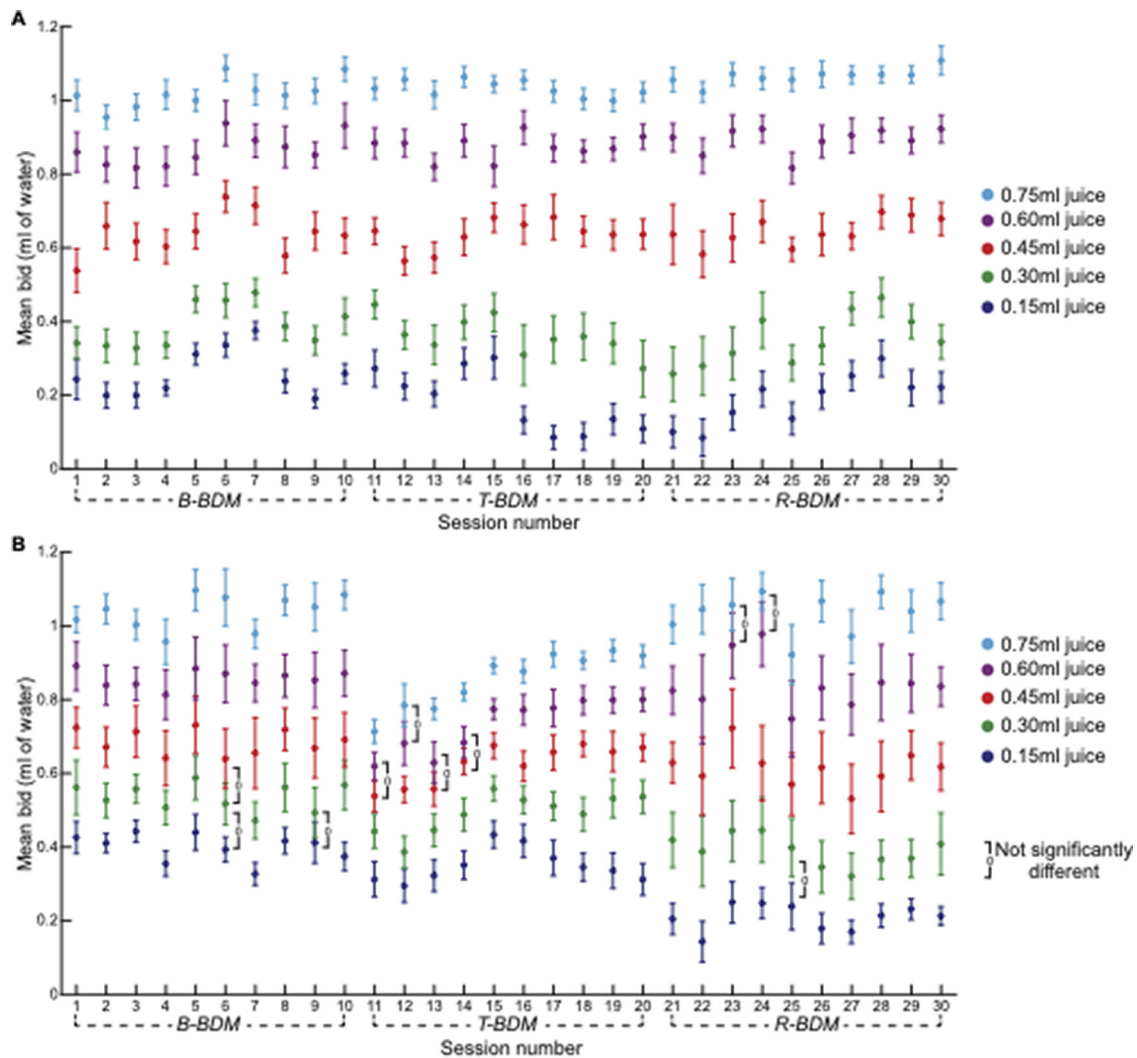 A
1.2
1
0.8
0.6
0.4
0.2
0
Mean bid (ml of water)
1 2 3 4 5 6 7 8 9 10 11 12 13 14 15 16 17 18 19 20 21 22 23 24 25 26 27 28 29 30
B-BDM T-BDM R-BDM
Session number
0.75ml juice
0.60ml juice
0.45ml juice
0.30ml juice
0.15ml juice
B
1.2
1
0.8
0.6
0.4
0.2
0
Mean bid (ml of water)
1 2 3 4 5 6 7 8 9 10 11 12 13 14 15 16 17 18 19 20 21 22 23 24 25 26 27 28 29 30
B-BDM T-BDM R-BDM
Session number
0.75ml juice
0.60ml juice
0.45ml juice
0.30ml juice
0.15ml juice
Not significantly
different